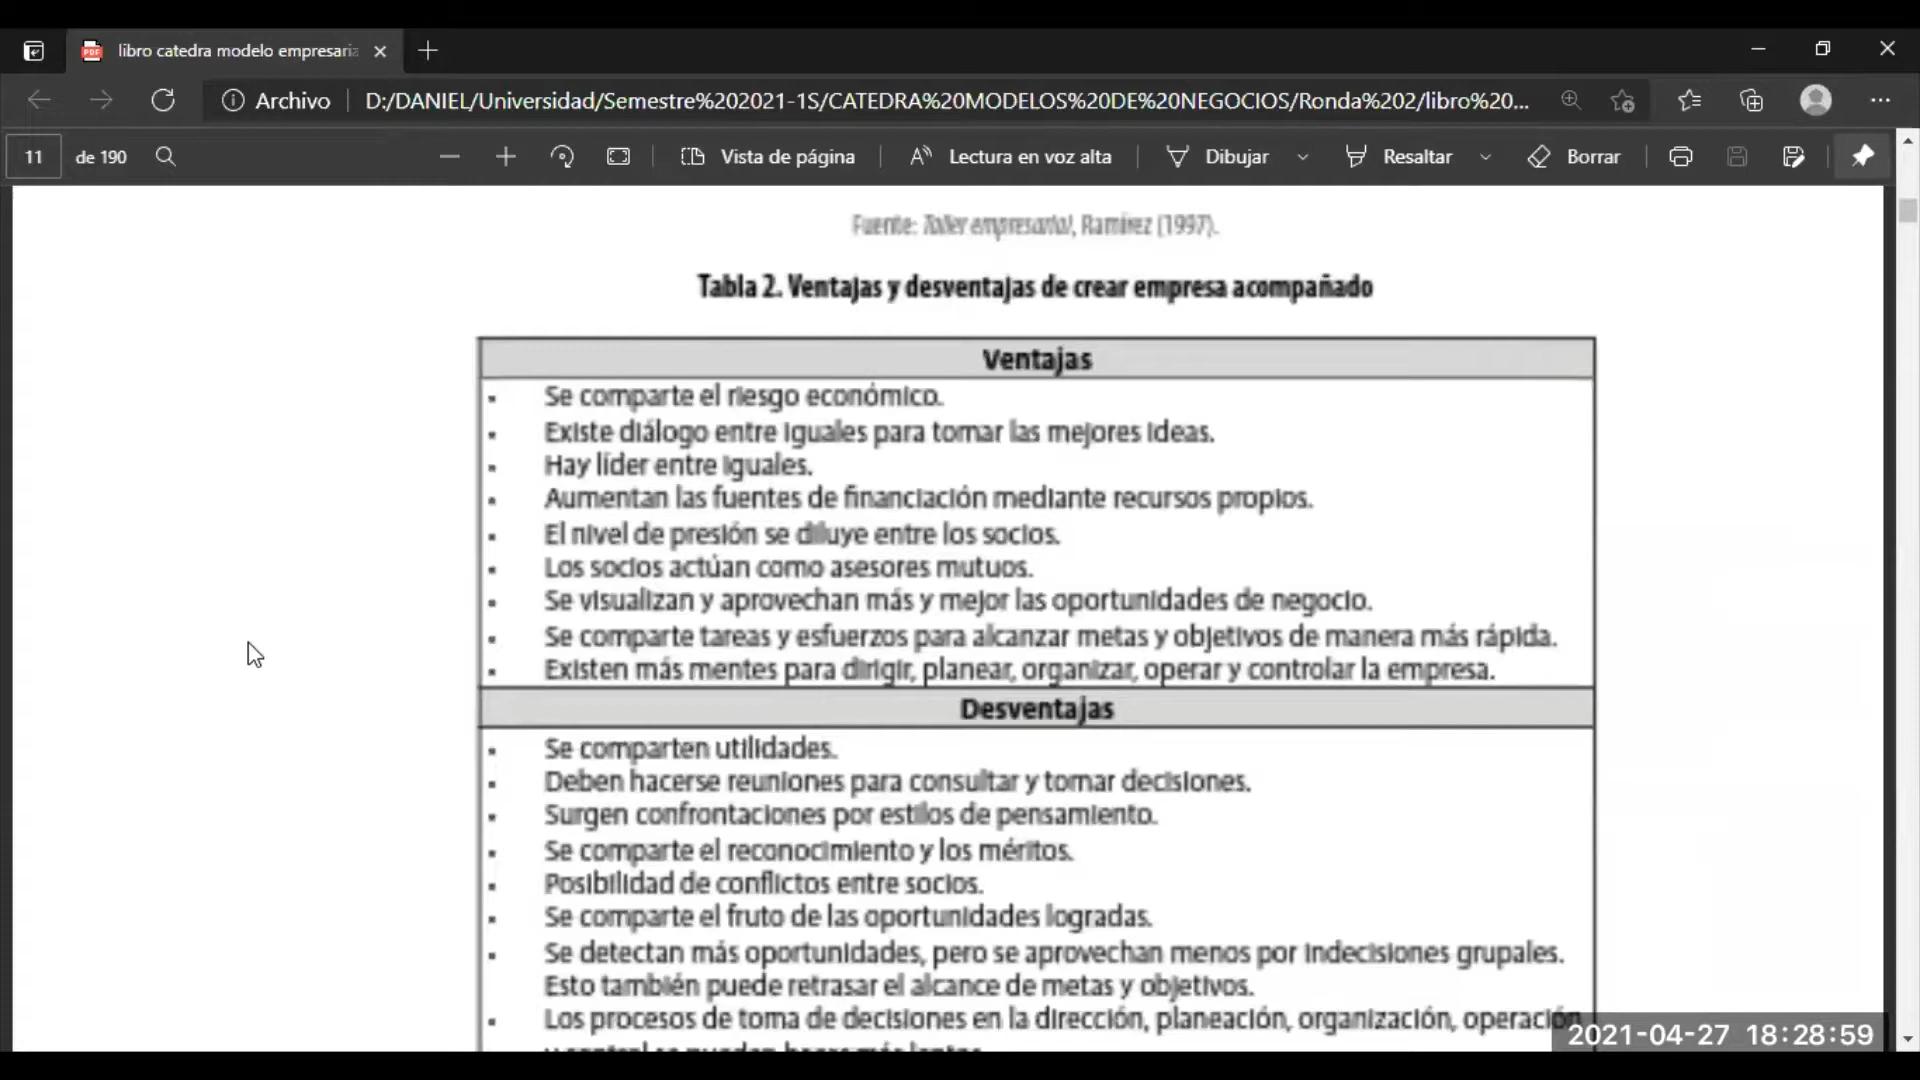 libro catedra modelo empresaria
Archivo
D:/DANIEL/Universidad/Semestre%202021-1S/CATEDRA%20MODELOS%20DE%20NEGOCIOS/Ronda%202/libro%20...
11 de 190
Vista de página
Lectura en voz alta
Dibujar
Resaltar
Borrar
Fuente: Taller empresarial, Ramírez (1997).
Tabla 2. Ventajas y desventajas de crear empresa acompañado
Ventajas
Se comparte el riesgo económico.
Existe diálogo entre iguales para tomar las mejores ideas.
Hay líder entre iguales.
Aumentan las fuentes de financiación mediante recursos propios.
El nivel de presión se diluye entre los socios.
Los socios actúan como asesores mutuos.
Se visualizan y aprovechan más y mejor las oportunidades de negocio.
Se comparte tareas y esfuerzos para alcanzar metas y objetivos de manera más rápida.
Existen más mentes para dirigir, planear, organizar, operar y controlar la empresa.
Desventajas
Se comparten utilidades.
Deben hacerse reuniones para consultar y tomar decisiones.
Surgen confrontaciones por estilos de pensamiento.
Se comparte el reconocimiento y los méritos.
Posibilidad de conflictos entre socios.
Se comparte el fruto de las oportunidades logradas.
Se detectan más oportunidades, pero se aprovechan menos por indecisiones grupales.
Esto también puede retrasar el alcance de metas y objetivos.
Los procesos de toma de decisiones en la dirección, planeación, organización, operación
2021-04-27 18:28:59